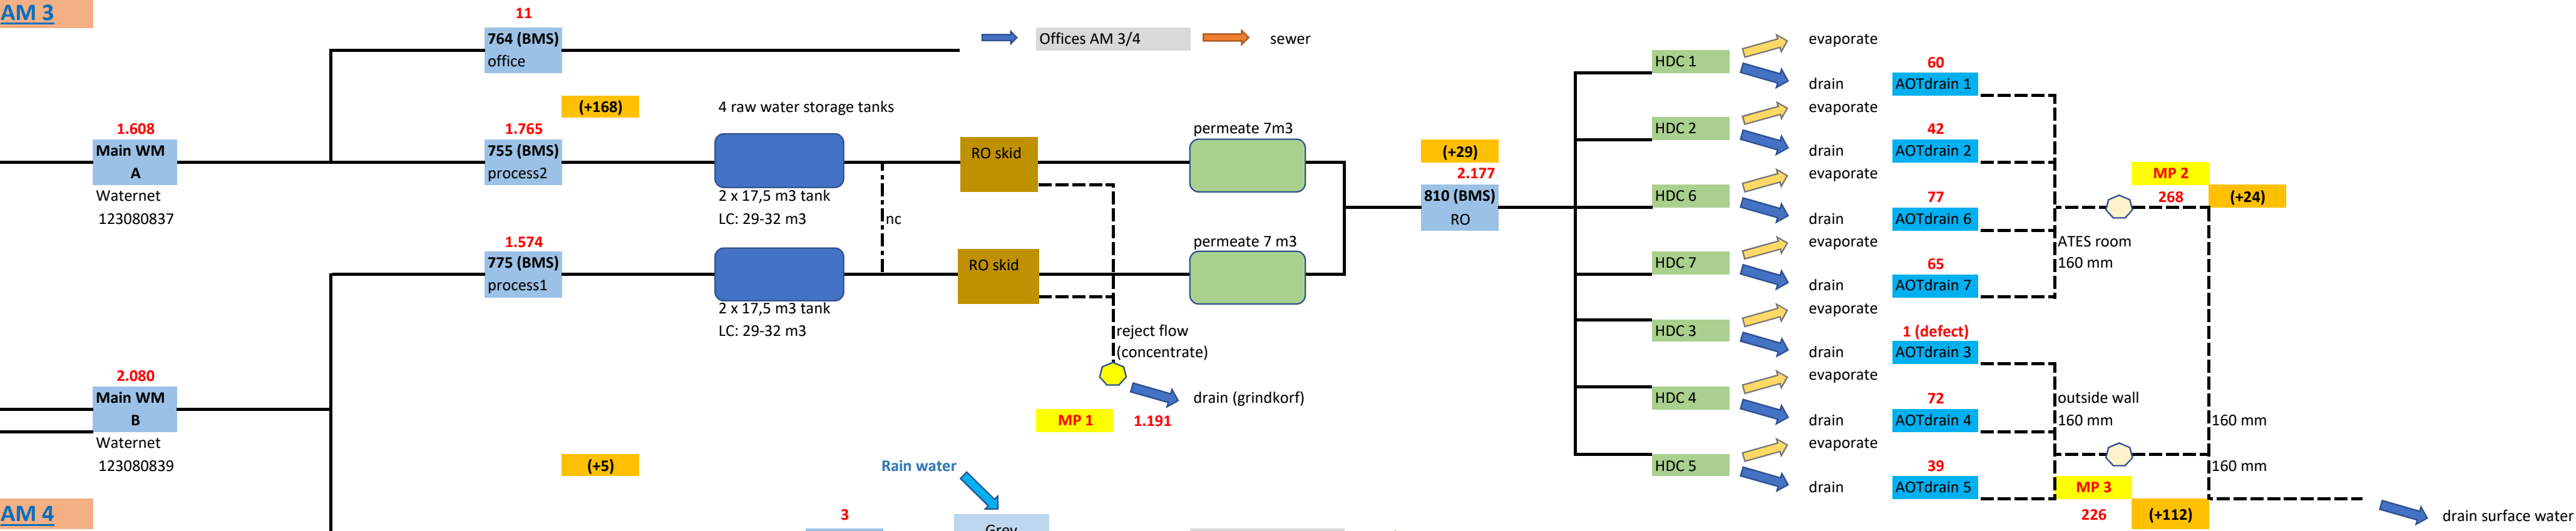 AM 3
11
764 (BMS)
office
Offices AM 3/4
sewer
(+168)
4 raw water storage tanks
1.608
Main WM
A
Waternet
123080837
1.765
755 (BMS)
process2
2 x 17,5 m3 tank
LC: 29-32 m3
nc
RO skid
permeate 7m3
1.574
775 (BMS)
process1
2 x 17,5 m3 tank
LC: 29-32 m3
RO skid
permeate 7 m3
reject flow
(concentrate)
drain (grindkorf)
MP 1
1.191
2.080
Main WM
B
Waternet
123080839
(+5)
Rain water
3
Grey
AM 4
(+29)
2.177
810 (BMS)
RO
HDC 1
evaporate
drain
60
AOTdrain 1
HDC 2
evaporate
drain
42
AOTdrain 2
HDC 6
evaporate
drain
77
AOTdrain 6
HDC 7
evaporate
drain
65
AOTdrain 7
HDC 3
evaporate
drain
1 (defect)
AOTdrain 3
HDC 4
evaporate
drain
72
AOTdrain 4
HDC 5
evaporate
drain
39
AOTdrain 5
ATES room
160 mm
MP 2
268
(+24)
outside wall
160 mm
160 mm
160 mm
MP 3
226
(+112)
drain surface water